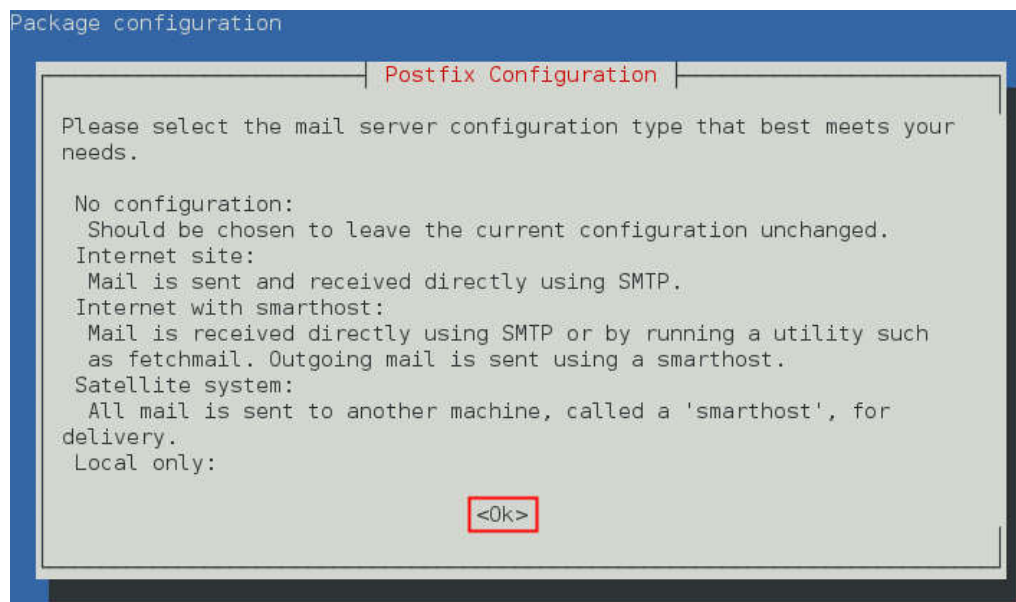 Package configuration
Postfix Configuration
Please select the mail server configuration type that best meets your
needs.
No configuration:
Should be chosen to leave the current configuration unchanged.
Internet site:
Mail is sent and received directly using SMTP.
Internet with smarthost:
Mail is received directly using SMTP or by running a utility such
as fetchmail. Outgoing mail is sent using a smarthost.
Satellite system:
All mail is sent to another machine, called a 'smarthost', for
delivery.
Local only:
<Ok>